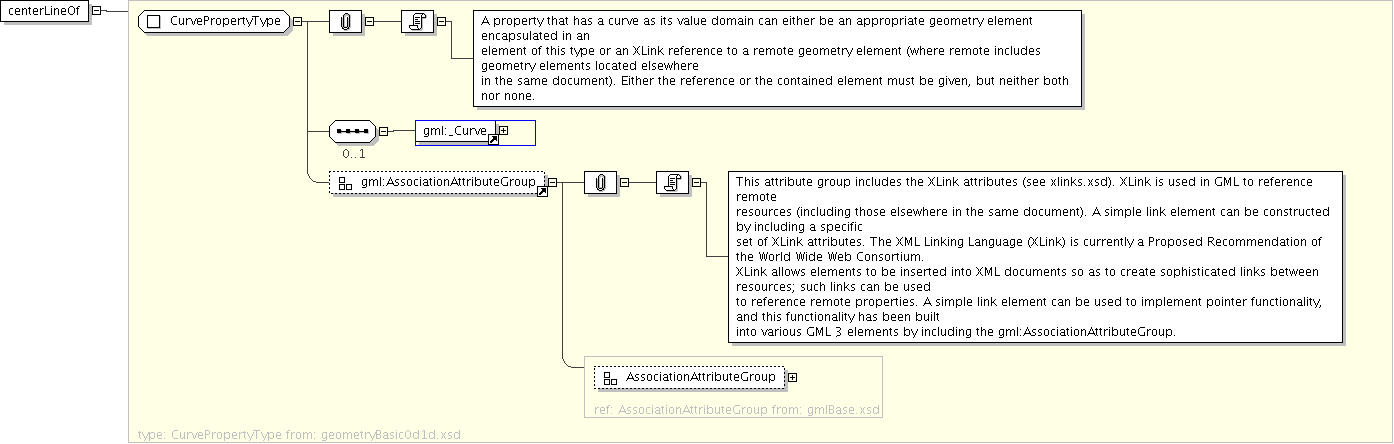 centerLineOf
CurvePropertyType
A property that has a curve as its value domain can either be an appropriate geometry element
encapsulated in an
element of this type or an XLink reference to a remote geometry element (where remote includes
geometry elements located elsewhere
in the same document). Either the reference or the contained element must be given, but neither both
nor none.
gml:_Curve
0..1
gml:AssociationAttributeGroup
This attribute group includes the XLink attributes (see xlinks.xsd). XLink is used in GML to reference
remote
resources (including those elsewhere in the same document). A simple link element can be constructed
by including a specific
set of XLink attributes. The XML Linking Language (XLink) is currently a Proposed Recommendation of
the World Wide Web Consortium.
XLink allows elements to be inserted into XML documents so as to create sophisticated links between
resources; such links can be used
to reference remote properties. A simple link element can be used to implement pointer functionality,
and this functionality has been built
into various GML 3 elements by including the gml:AssociationAttributeGroup.
AssociationAttributeGroup
ref: AssociationAttributeGroup from: gmlBase.xsd
type: CurvePropertyType from: geometryBasic0d1d.xsd